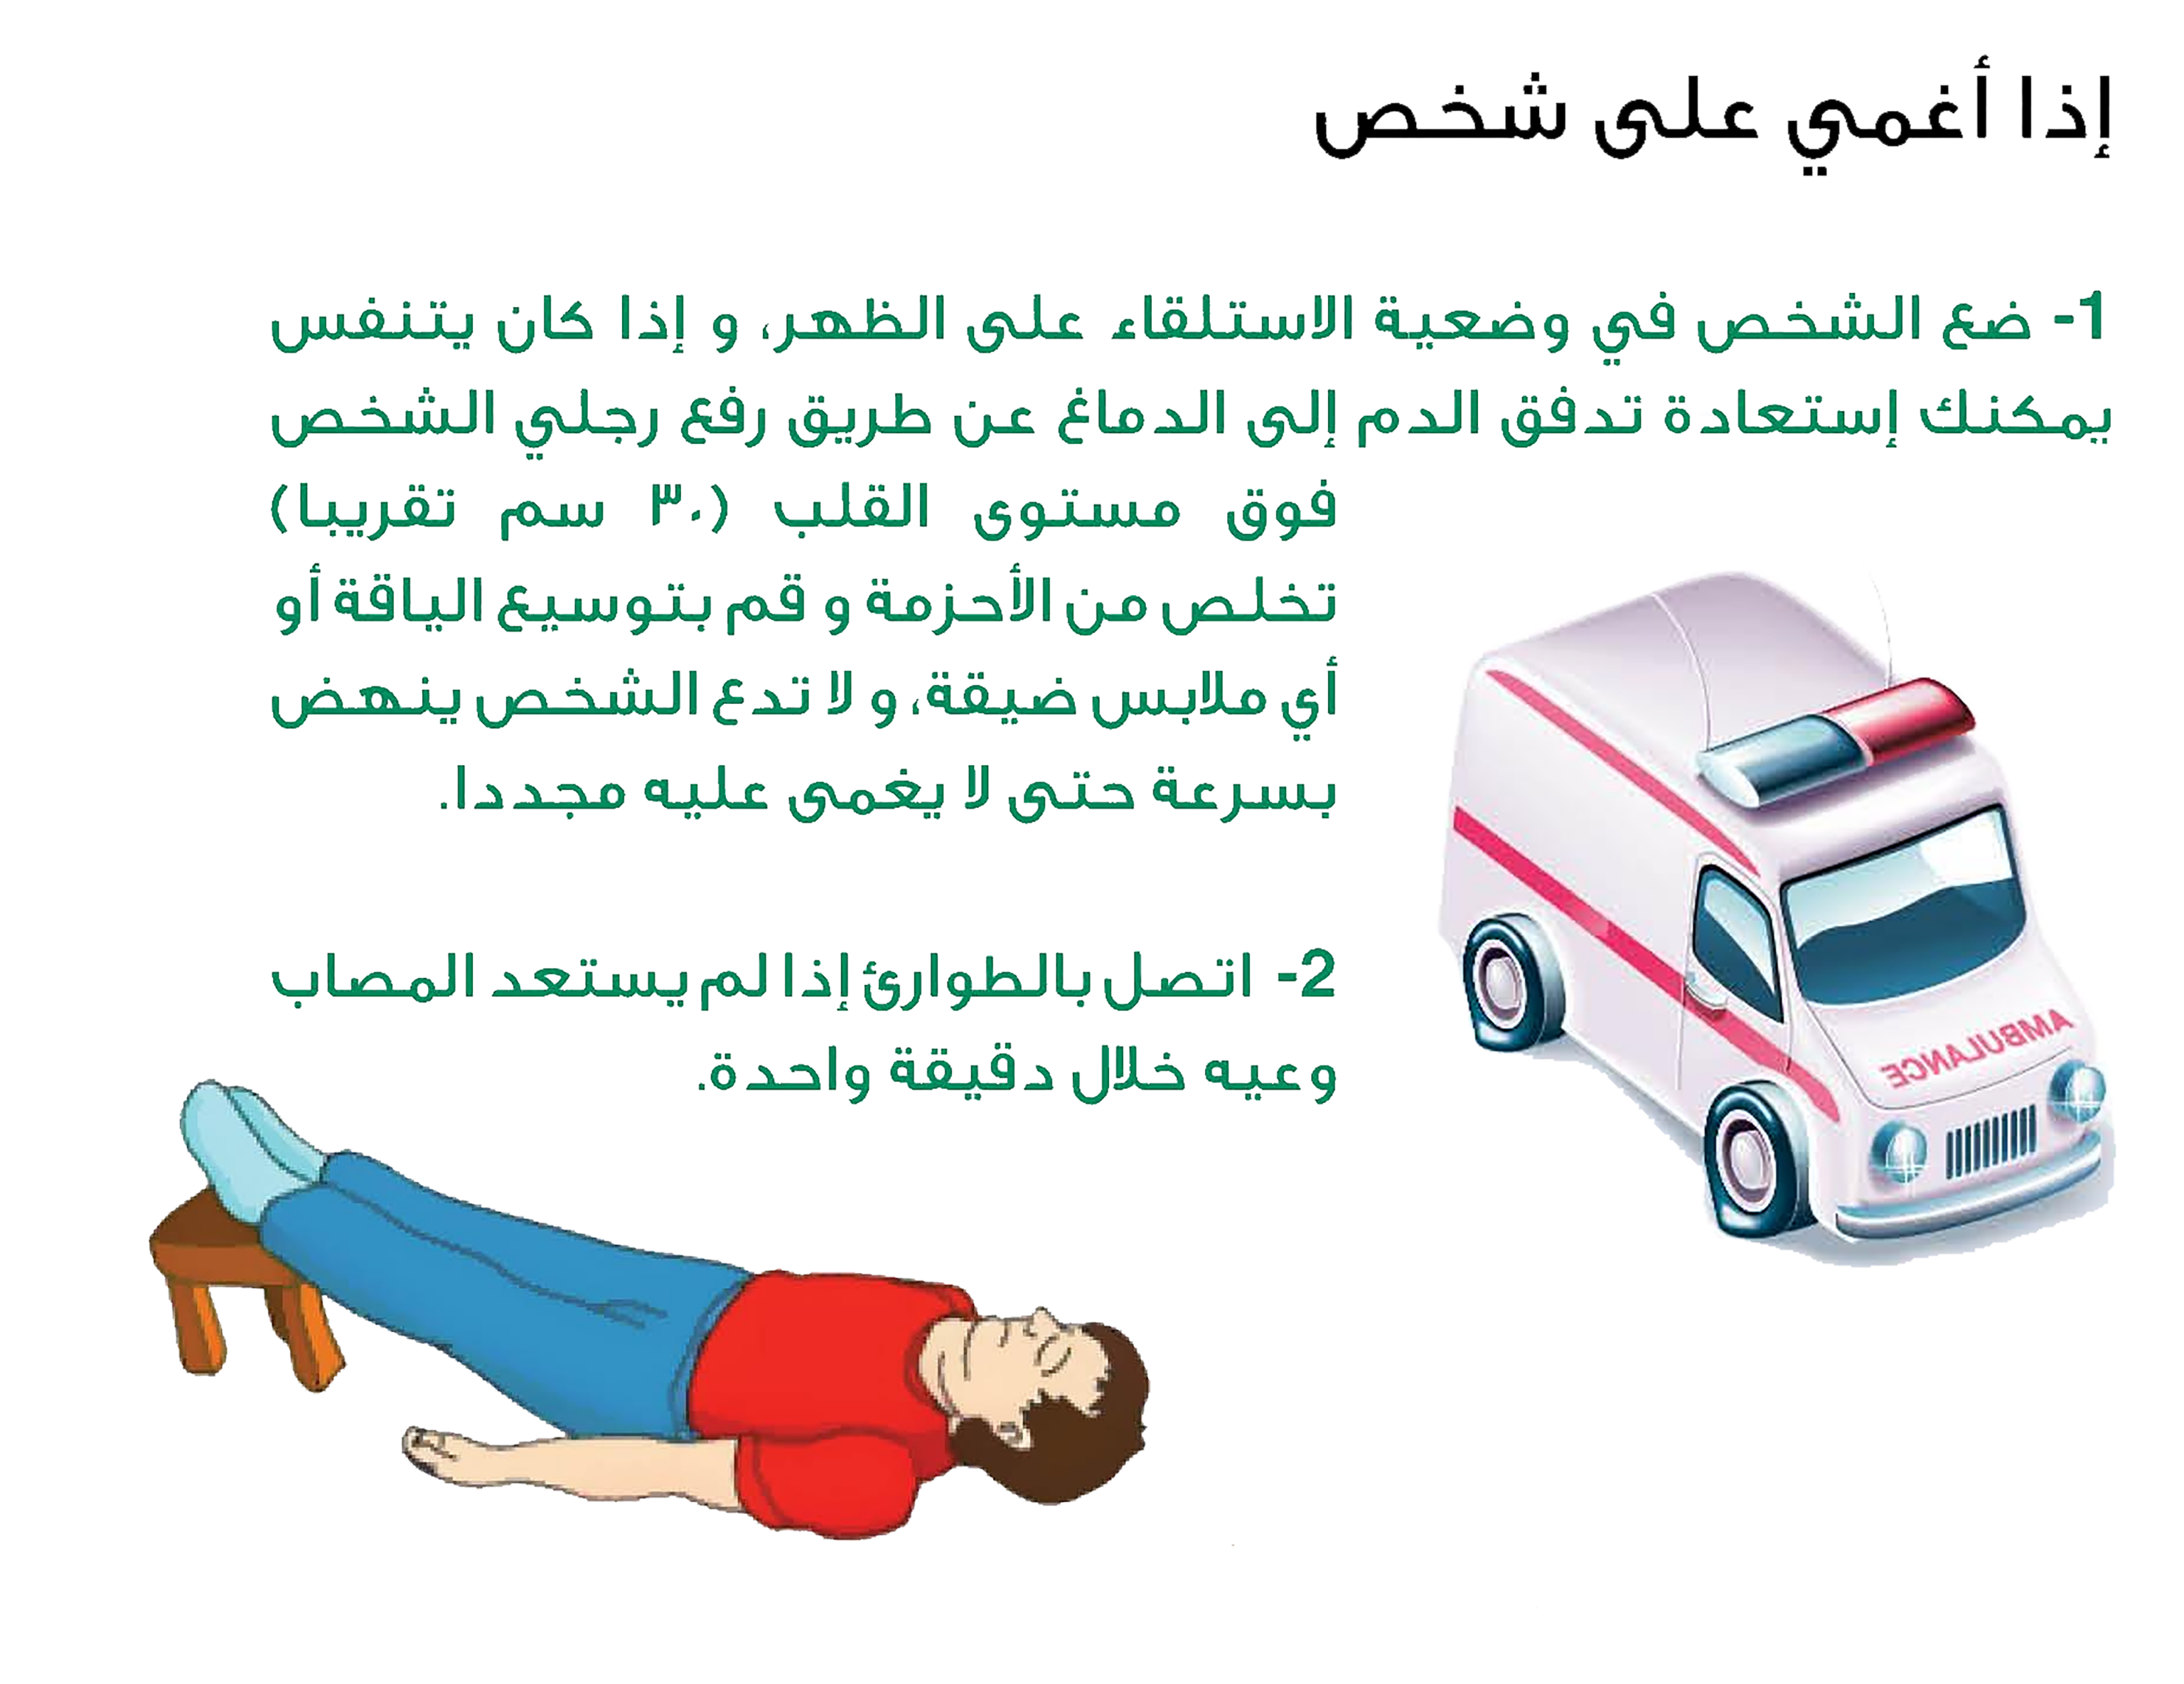 إذا أغمي على شخص
1- ضع الشخص في وضعية الاستلقاء على الظهر، و إذا كان يتنفس
يمكنك إستعادة تدفق الدم إلى الدماغ عن طريق رفع رجلي الشخص
فوق مستوى القلب (٣٠ سم تقريبا)
تخلص من الأحزمة و قم بتوسيع الياقة أو
أي ملابس ضيقة، و لا تدع الشخص ينهض
بسرعة حتى لا يغمى عليه مجددا.
2- اتصل بالطوارئ إذا لم يستعد المصاب
وعيه خلال دقيقة واحدة.
AMBULANCE